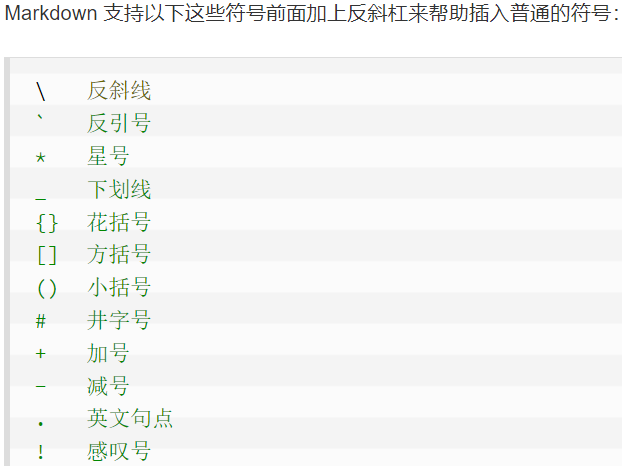 Markdown 支持以下这些符号前面加上反斜杠来帮助插入普通的符号：
\   反斜线
`   反引号
*   星号
_   下划线
{}  花括号
[]  方括号
()  小括号
#   井字号
+   加号
-   减号
.   英文句点
!   感叹号